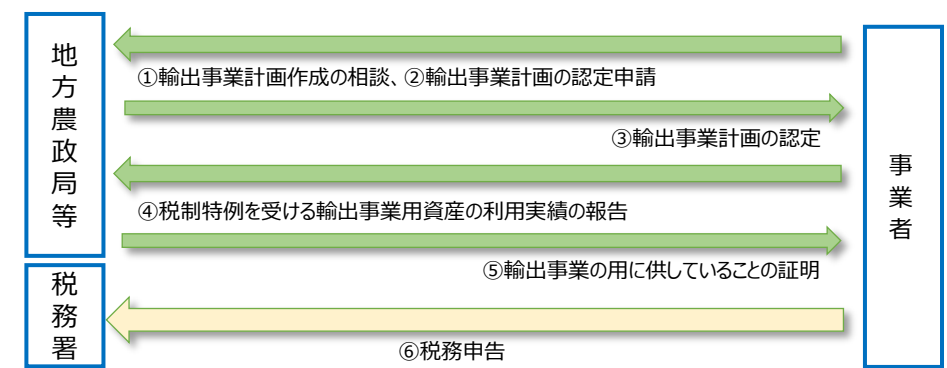 地方農政局等
①輸出事業計画作成の相談、②輸出事業計画の認定申請
③輸出事業計画の認定
④税制特例を受ける輸出事業用資産の利用実績の報告
⑤輸出事業の用に供していることの証明
事業者
税務署
⑥税務申告